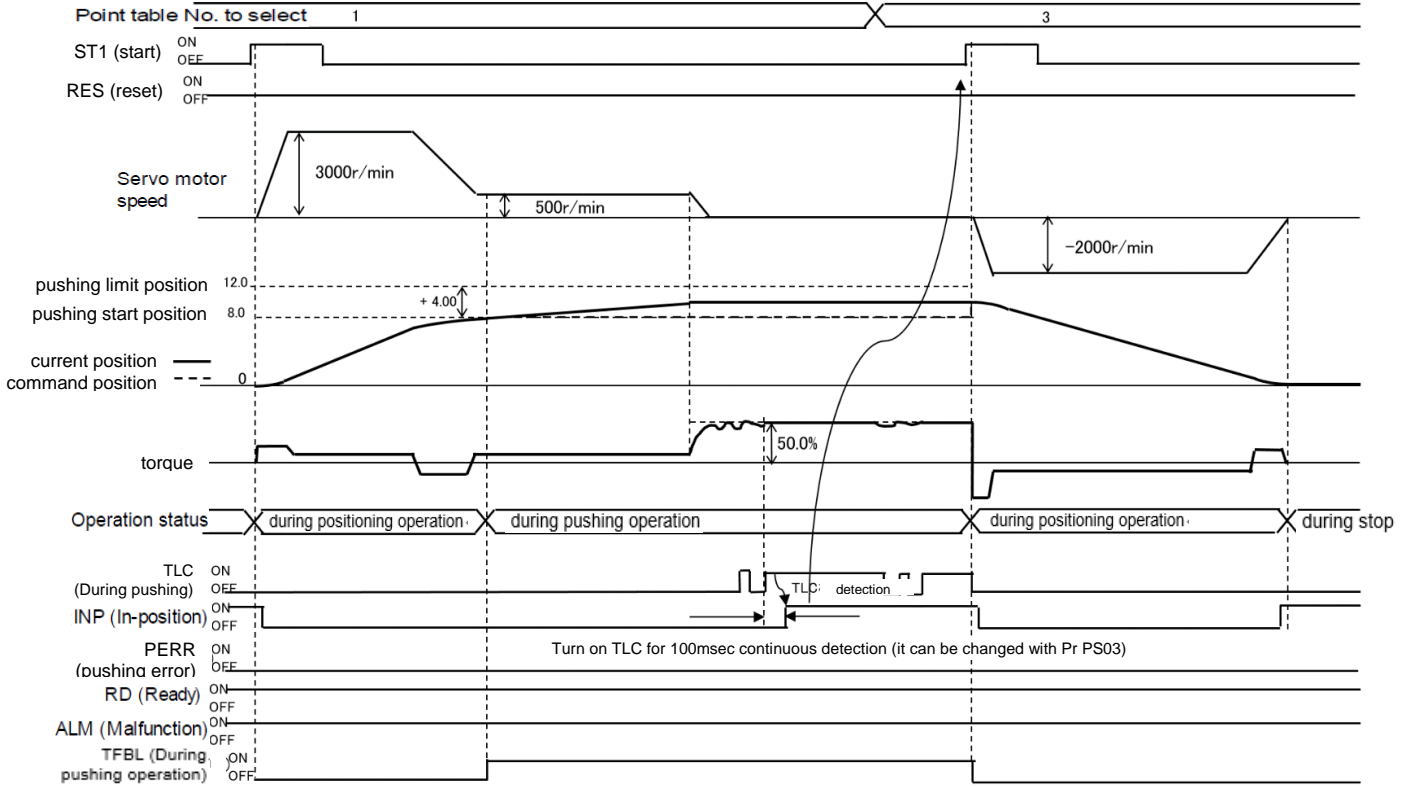 Point table No. to select 1 3
ST1 (start) ON
OFF
RES (reset) ON
OFF
3000r/min
Servo motor
speed
500r/min
-2000r/min
pushing limit position 12.0
+ 4.00
pushing start position 8.0
current position
command position 0
50.0%
torque
Operation status during positioning operation during pushing operation during positioning operation during stop
TLC ON
(During pushing) OFF
TLC: detection
INP (In-position) ON
OFF
Turn on TLC for 100msec continuous detection (it can be changed with Pr PS03)
PERR ON
(pushing error) OFF
RD (Ready) ON
OFF
ALM (Malfunction) ON
OFF
TFBL (During ) ON
pushing operation) OFF